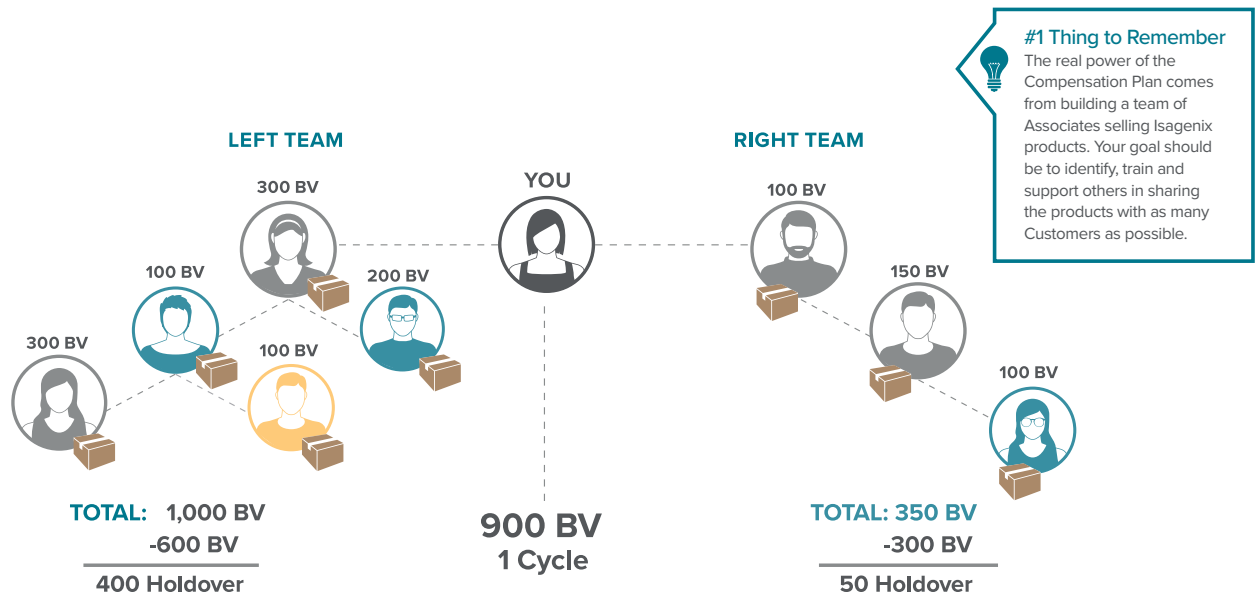 #1 Thing to Remember
The real power of the
Compensation Plan comes
from building a team of
Associates selling Isagenix
products. Your goal should
be to identify, train and
support others in sharing
the products with as many
Customers as possible.
LEFT TEAM
RIGHT TEAM
YOU
300 BV
100 BV
200 BV
300 BV
100 BV
100 BV
150 BV
100 BV
TOTAL: 1,000 BV
-600 BV
400 Holdover
900 BV
1 Cycle
TOTAL: 350 BV
-300 BV
50 Holdover